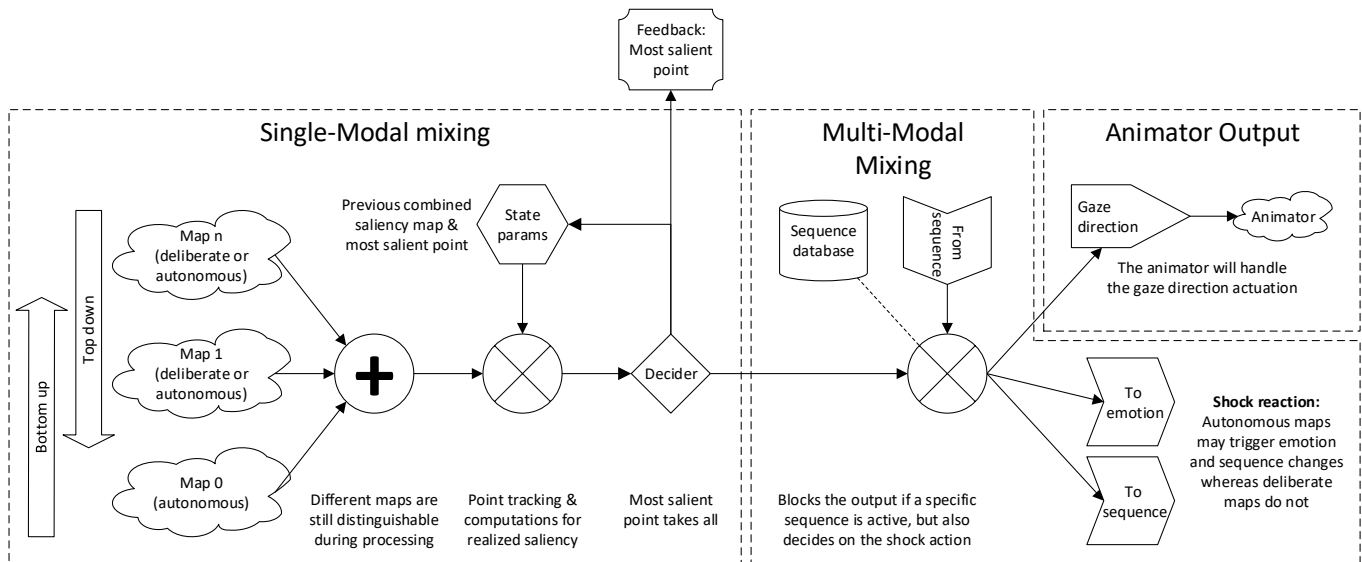 Feedback:
Most salient
point
Single-Modal mixing
Multi-Modal
Mixing
Animator Output
Top down
Bottom up
Map n
(deliberate or
autonomous)
Map 1
(deliberate or
autonomous)
Map 0
(autonomous)
Previous combined
saliency map &
most salient point
State
params
Decider
Different maps are
still distinguishable
during processing
Point tracking &
computations for
realized saliency
Most salient
point takes all
Sequence
database
From
sequence
Blocks the output if a specific
sequence is active, but also
decides on the shock action
Gaze
direction
Animator
The animator will handle
the gaze direction actuation
To
emotion
To
sequence
Shock reaction:
Autonomous maps
may trigger emotion
and sequence changes
whereas deliberate
maps do not